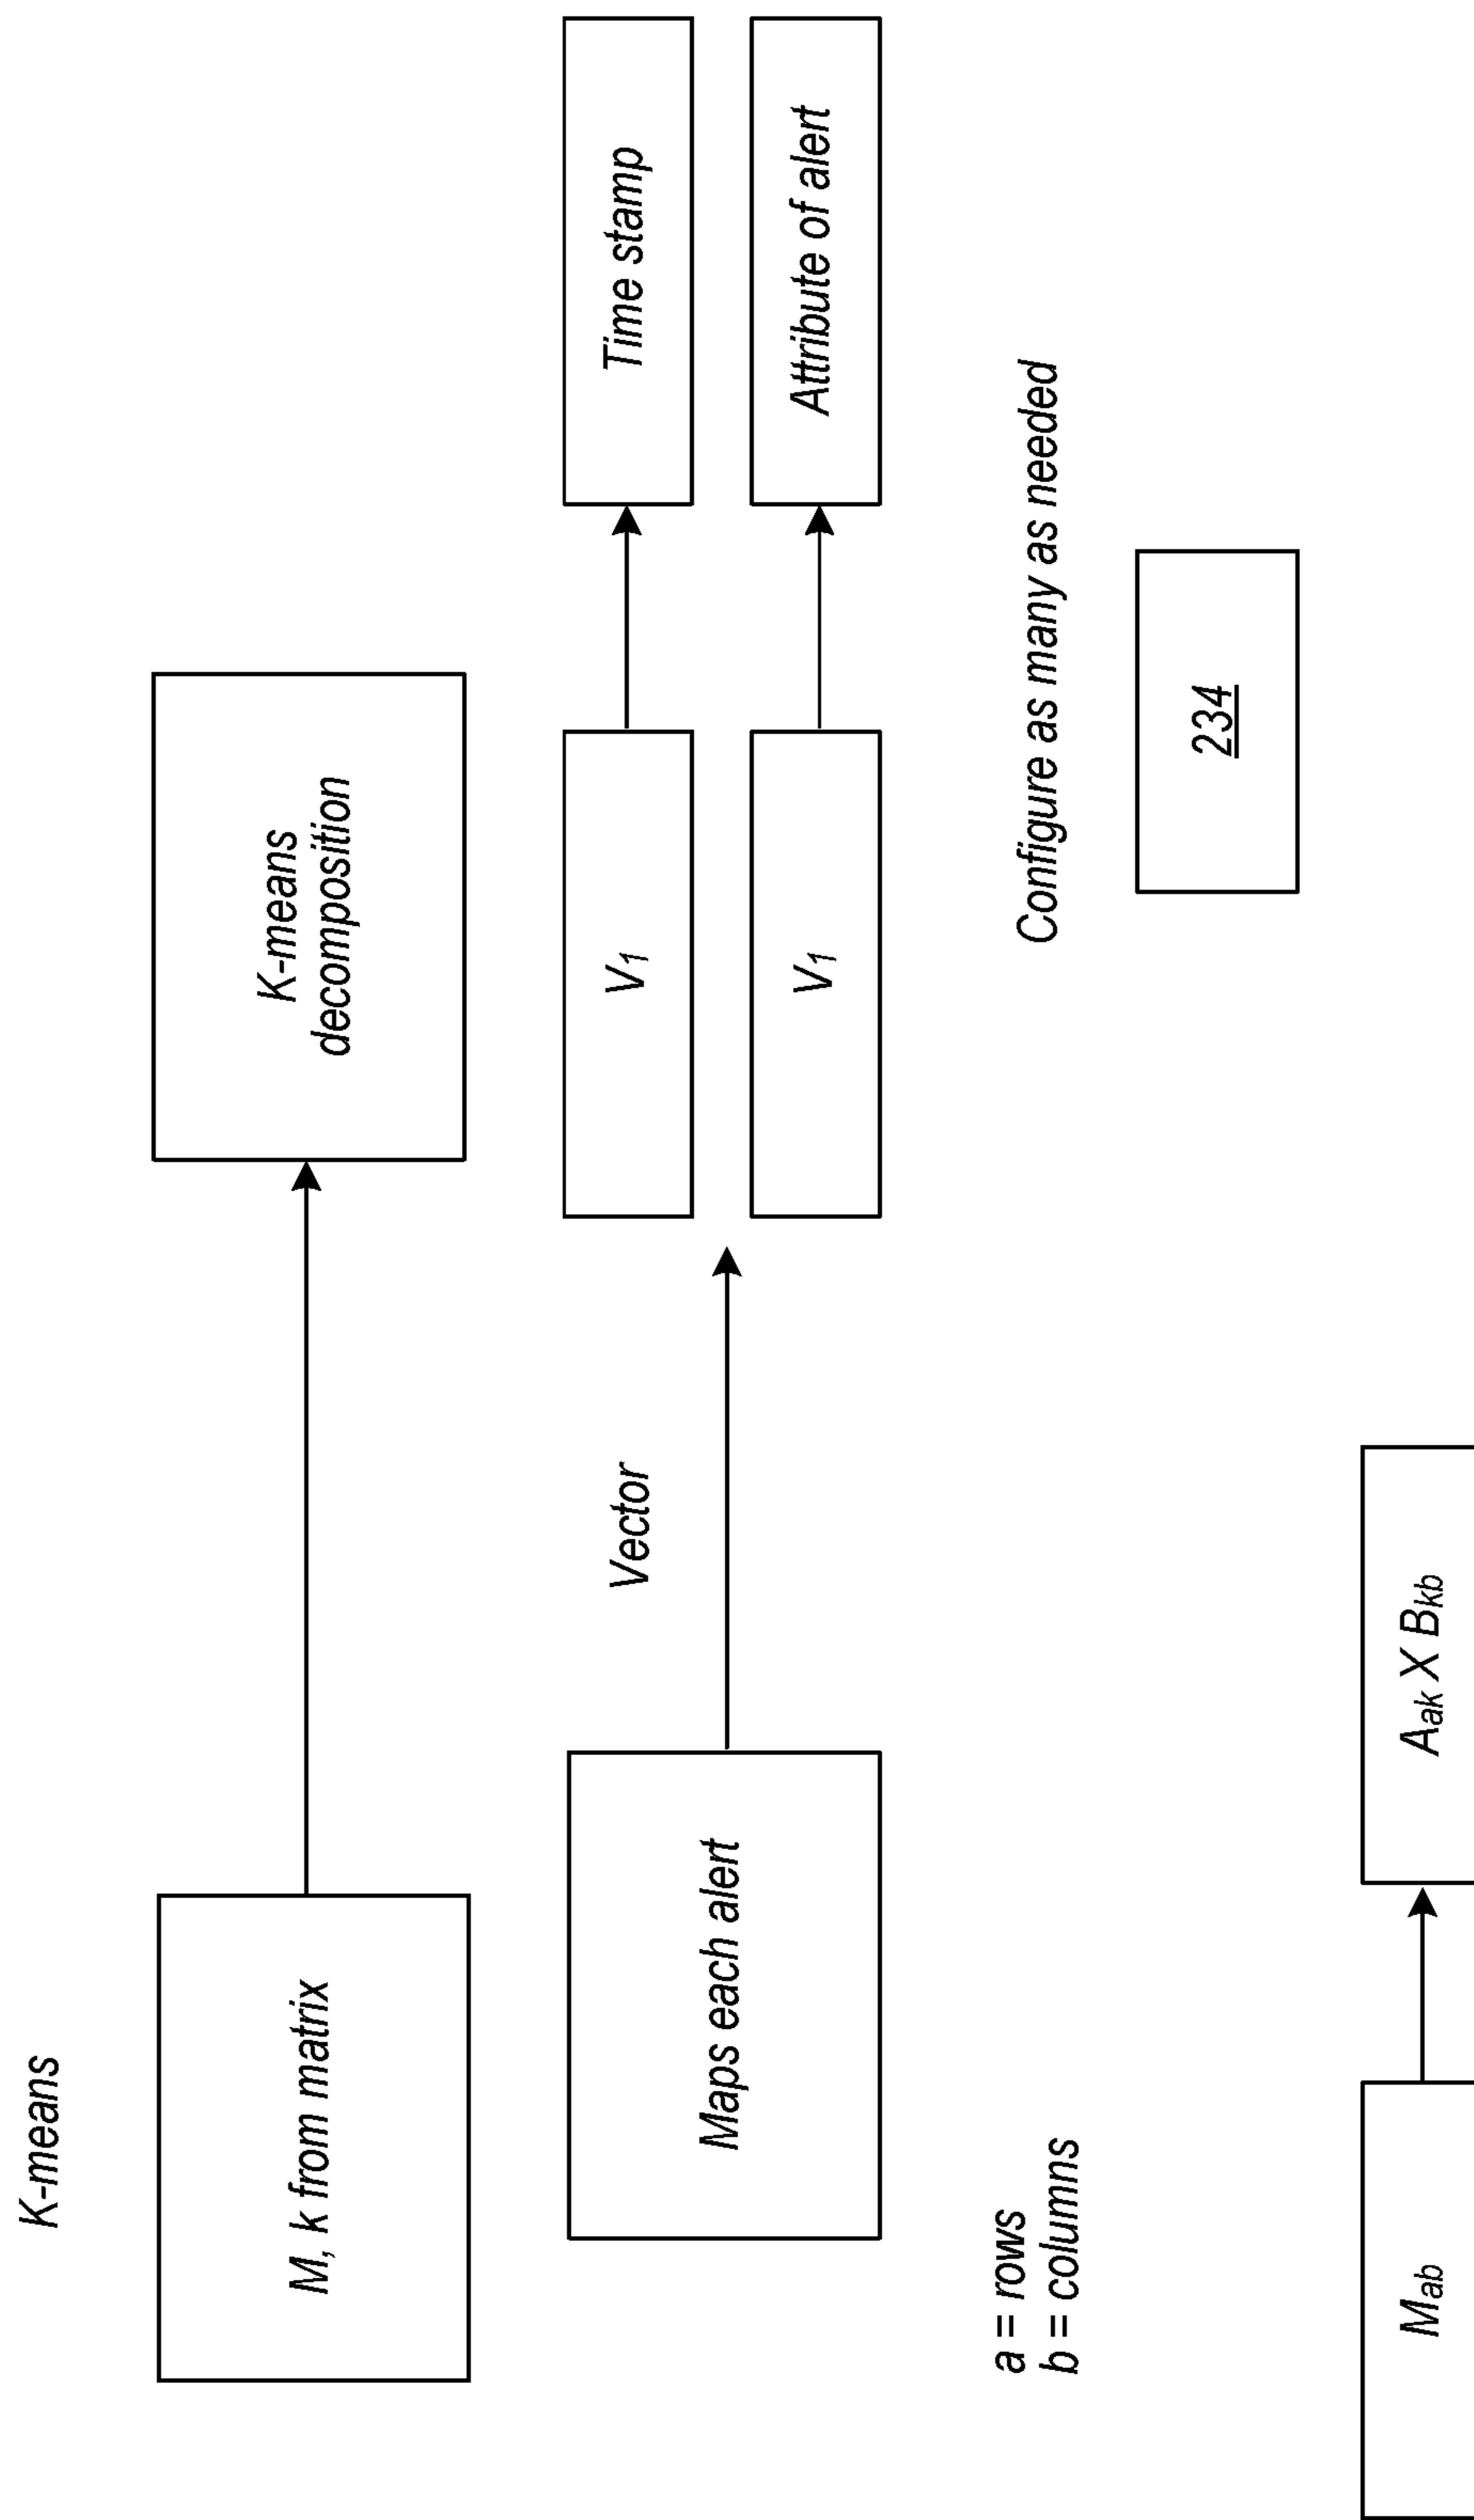 K-means
M, k from matrix
K-means
decomposition
Maps each alert
Vector
V1
Time stamp
V1
Attribute of alert
a = rows
b = columns
Configure as many as needed
234
Mab
Aak X Bkb